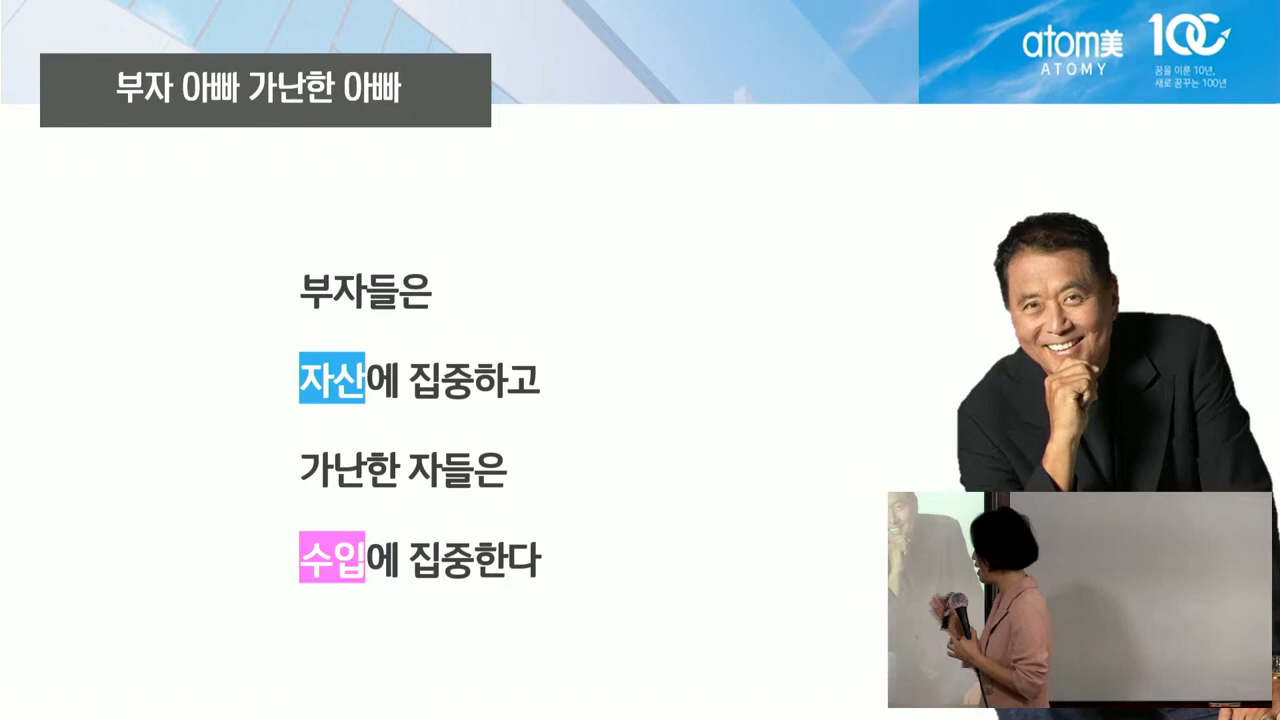 부자 아빠 가난한 아빠
atom美
ATOMY
100
꿈을 이룬 10년,
새로 꿈꾸는 100년
부자들은
자산에 집중하고
가난한 자들은
수입에 집중한다